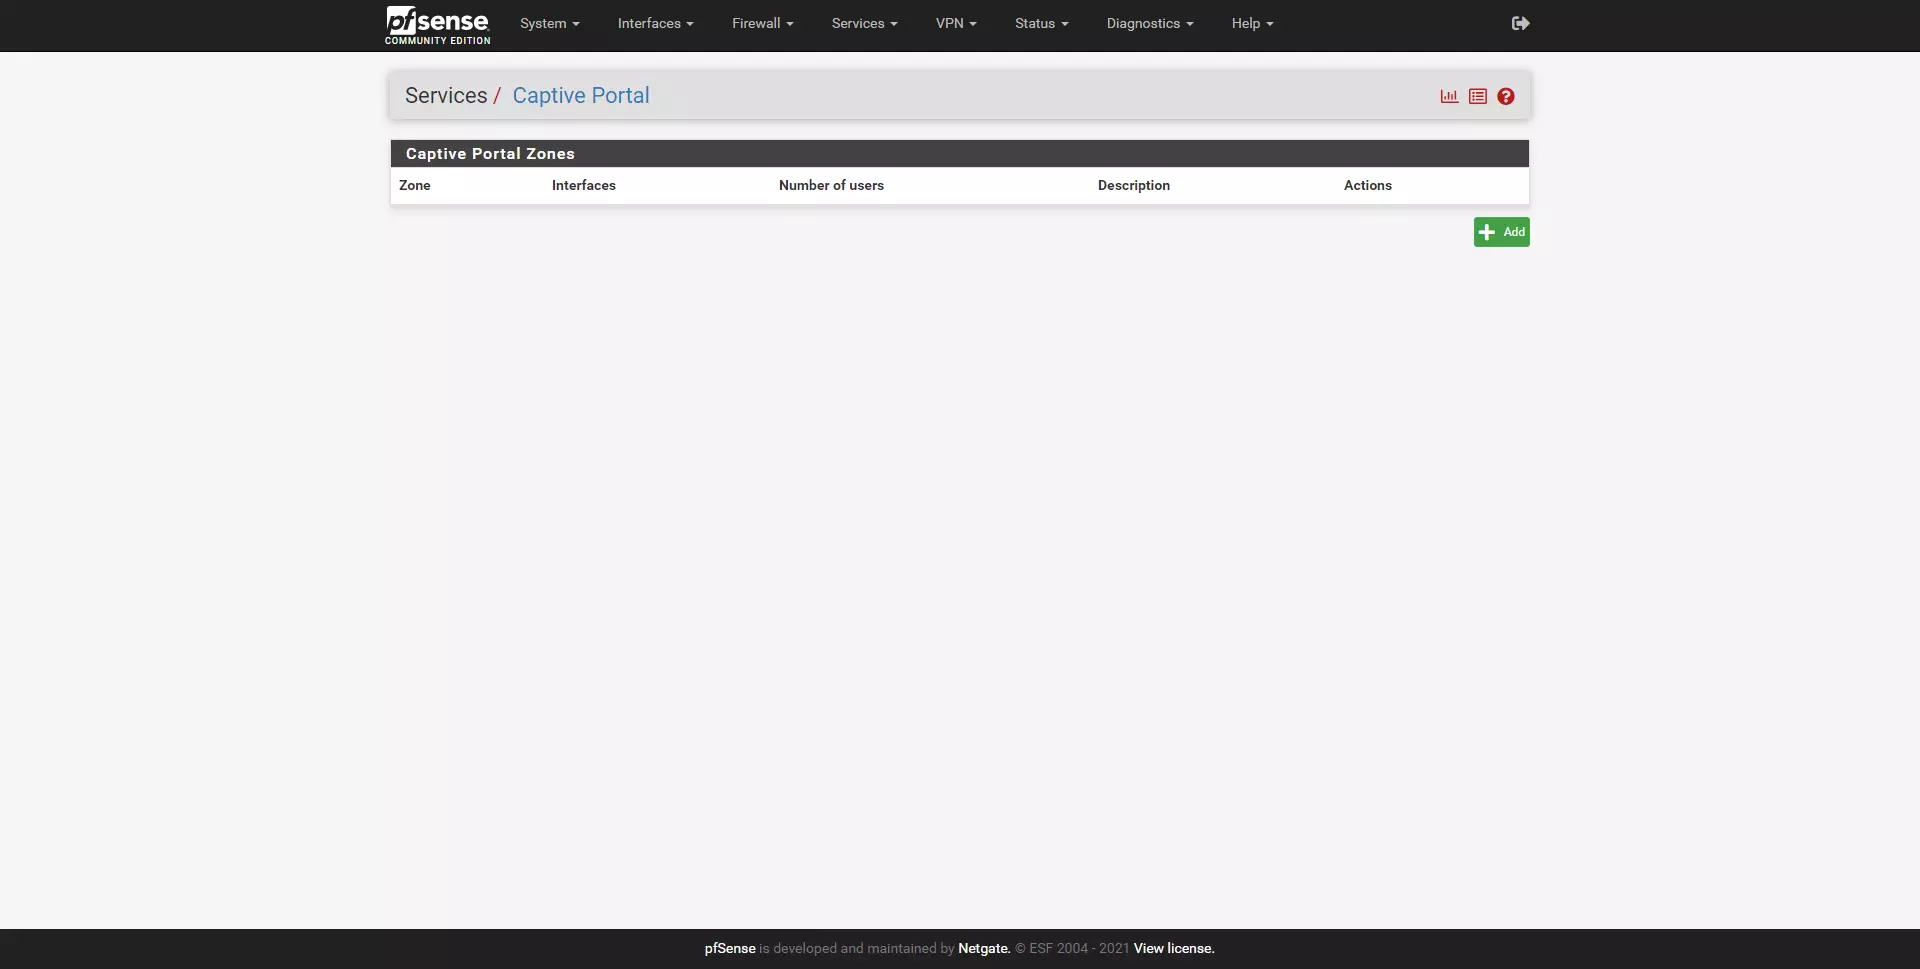 pfsense
COMMUNITY EDITION
System
Interfaces
Firewall
Services
VPN
Status
Diagnostics
Help
Services / Captive Portal
Captive Portal Zones
Zone Interfaces Number of users Description Actions
Add
pfSense is developed and maintained by Netgate. © ESF 2004 - 2021 View license.